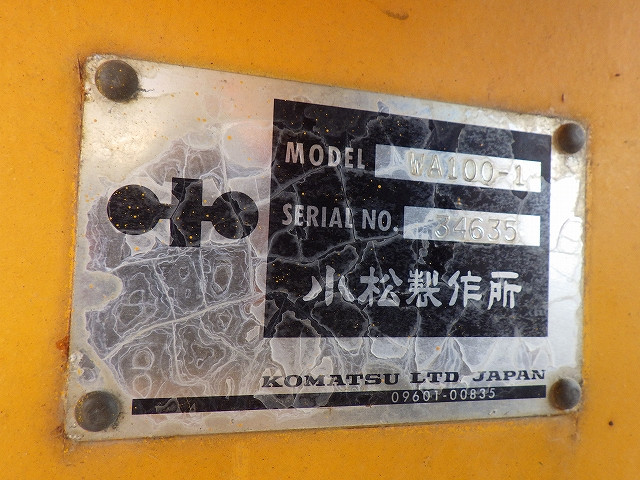 MODEL WA100-1
SERIAL NO. 34635
小松製作所
KOMATSU LTD JAPAN
09601-00835